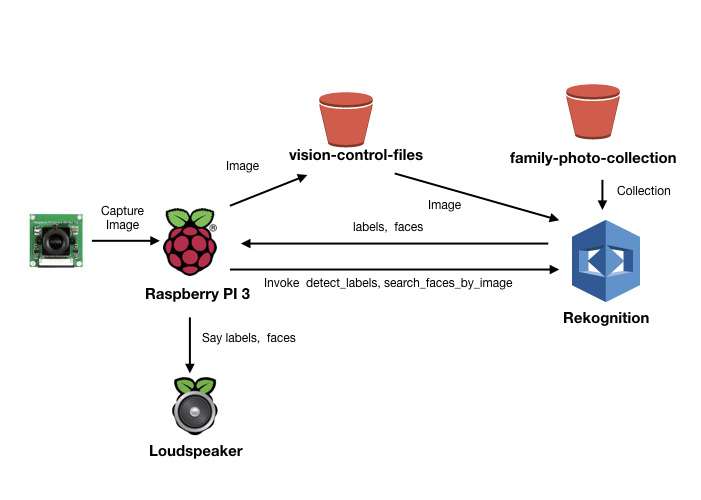 vision-control-files
family-photo-collection
Image
Collection
Image
Capture
Image
labels,  faces
®
Invoke  detect_labels, search_faces_by_image
Raspberry PI 3
Rekognition
Say labels,  faces
Loudspeaker